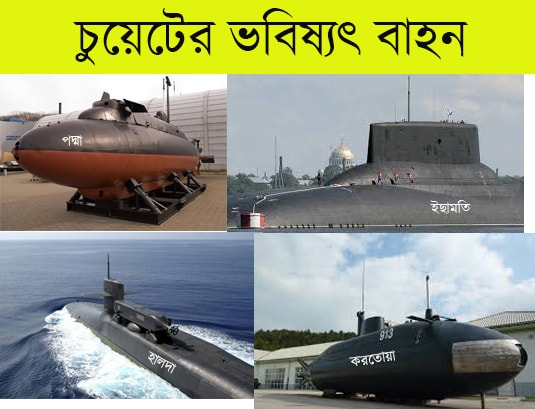 চুয়েটের ভবিষ্যৎ বাহন
পদ্মা
ইছামতি
হালদা
913
করতোয়া